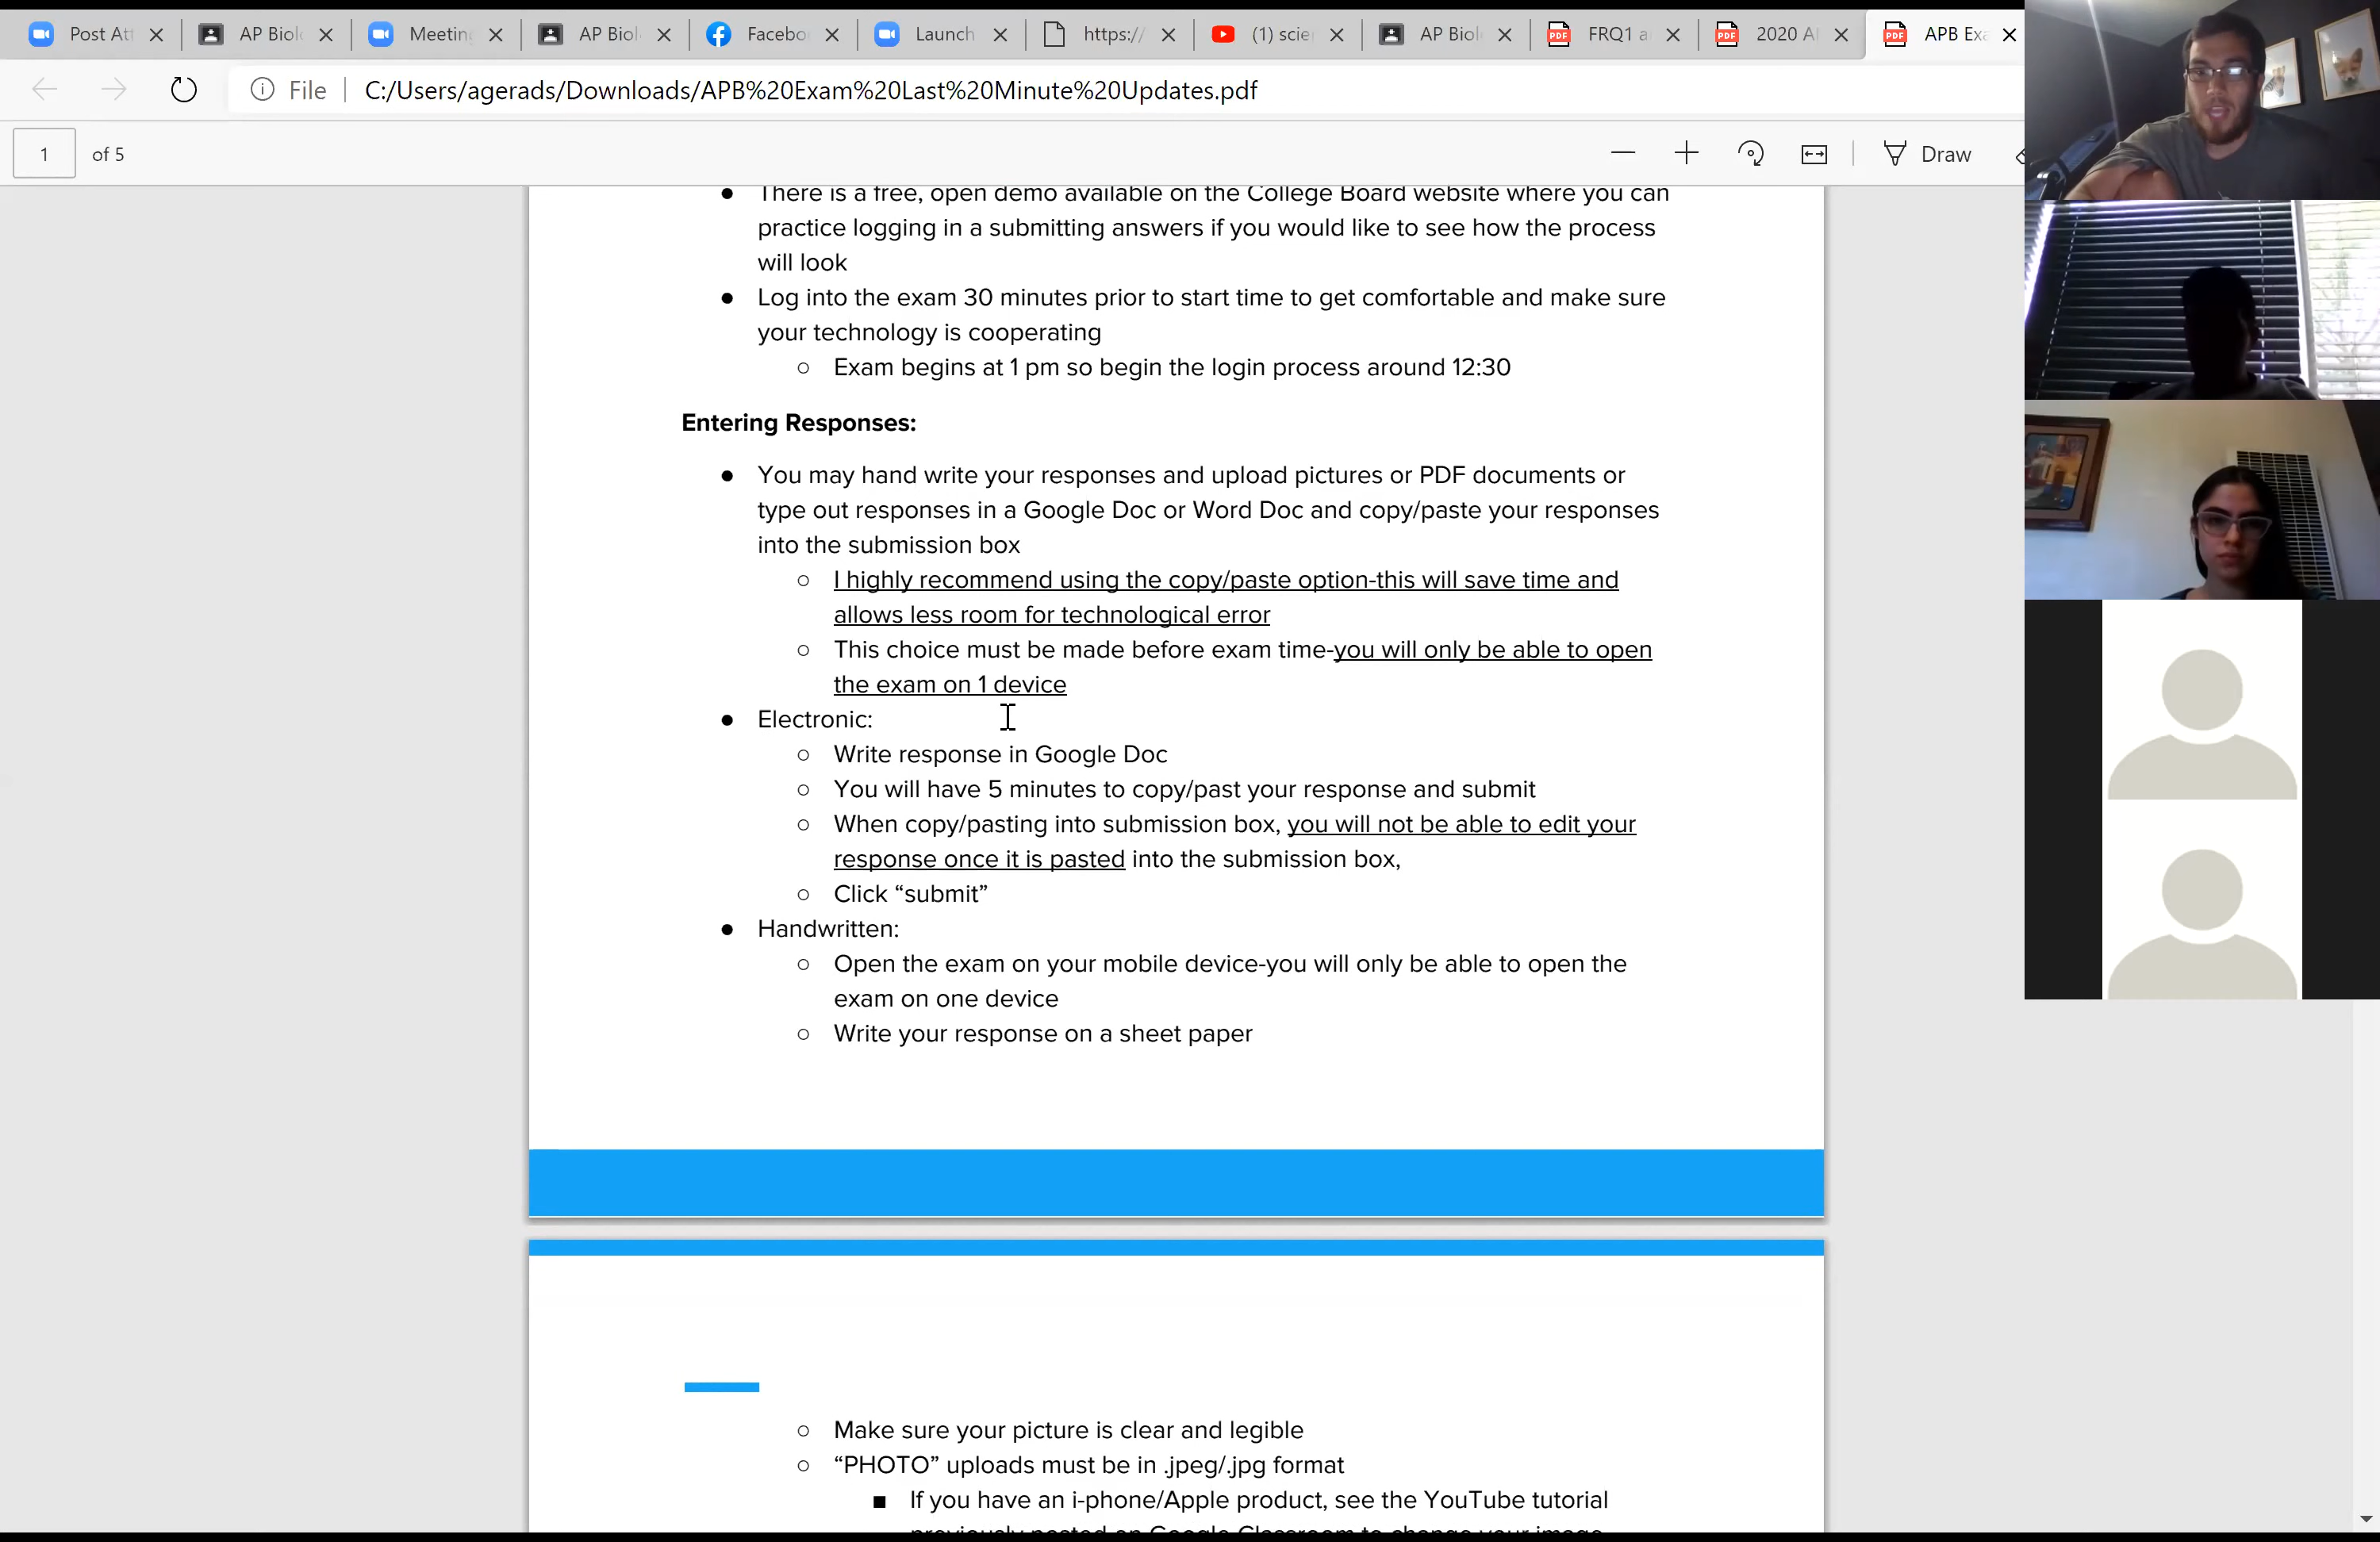 Post Att
AP Biolo
Meeting
AP Biol
Facebo
Launch
https://
(1) scie
AP Biol
FRQ1 a
2020 A
APB Exa
File
C:/Users/agerads/Downloads/APB%20Exam%20Last%20Minute%20Updates.pdf
1 of 5
Draw
• There is a free, open demo available on the College Board website where you can
practice logging in a submitting answers if you would like to see how the process
will look
• Log into the exam 30 minutes prior to start time to get comfortable and make sure
your technology is cooperating
○ Exam begins at 1 pm so begin the login process around 12:30
Entering Responses:
• You may hand write your responses and upload pictures or PDF documents or
type out responses in a Google Doc or Word Doc and copy/paste your responses
into the submission box
○ I highly recommend using the copy/paste option-this will save time and
allows less room for technological error
○ This choice must be made before exam time-you will only be able to open
the exam on 1 device
• Electronic:
○ Write response in Google Doc
○ You will have 5 minutes to copy/past your response and submit
○ When copy/pasting into submission box, you will not be able to edit your
response once it is pasted into the submission box,
○ Click “submit”
• Handwritten:
○ Open the exam on your mobile device-you will only be able to open the
exam on one device
○ Write your response on a sheet paper
○ Make sure your picture is clear and legible
○ “PHOTO” uploads must be in .jpeg/.jpg format
■ If you have an i-phone/Apple product, see the YouTube tutorial
previously posted on Google Classroom to change your image